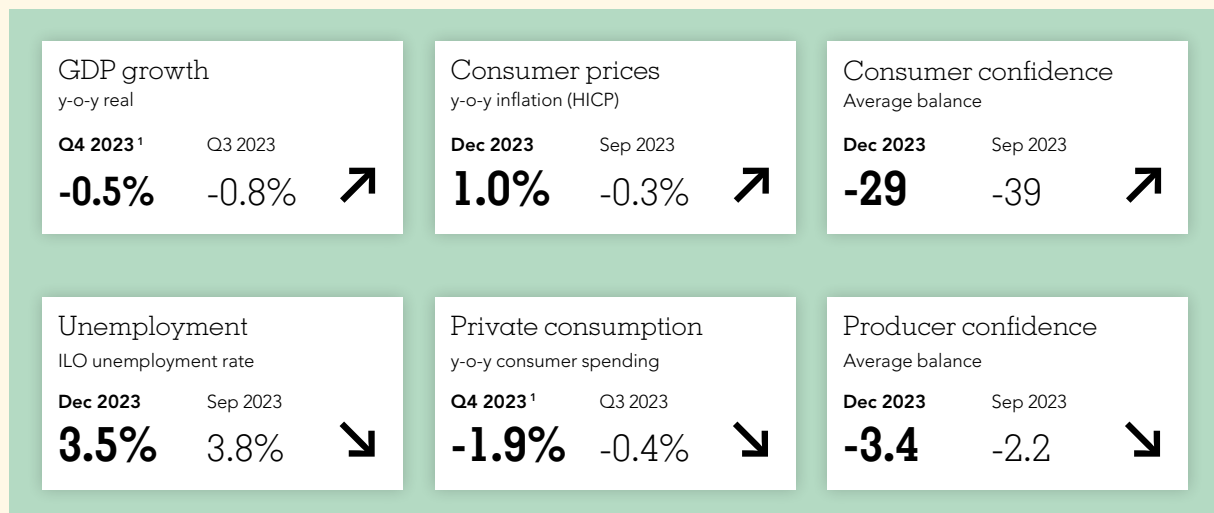 GDP growth
y-o-y real
Q4 2023 ¹ Q3 2023
-0.5% -0.8%
Consumer prices
y-o-y inflation (HICP)
Dec 2023 Sep 2023
1.0% -0.3%
Consumer confidence
Average balance
Dec 2023 Sep 2023
-29 -39
Unemployment
ILO unemployment rate
Dec 2023 Sep 2023
3.5% 3.8%
Private consumption
y-o-y consumer spending
Q4 2023 ¹ Q3 2023
-1.9% -0.4%
Producer confidence
Average balance
Dec 2023 Sep 2023
-3.4 -2.2